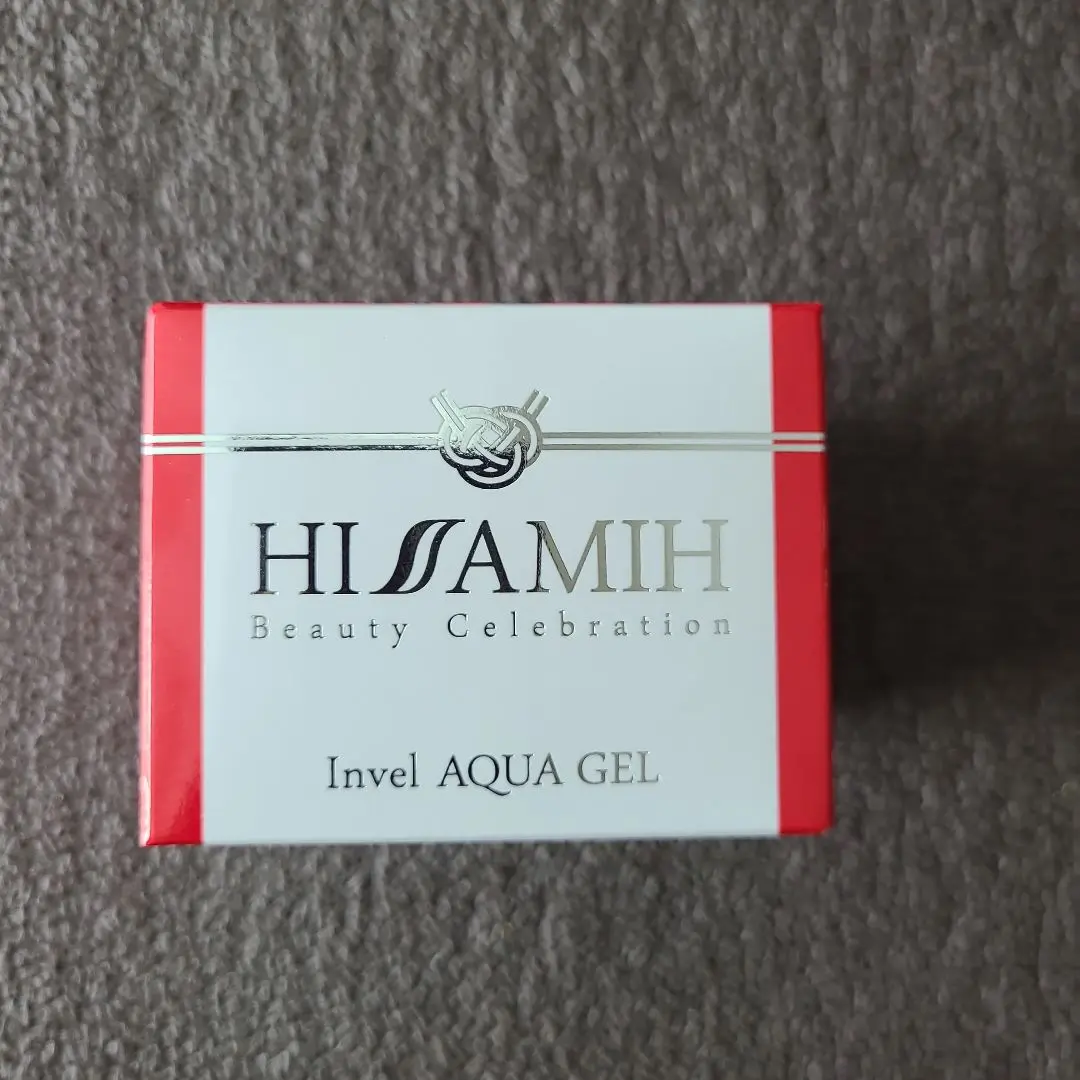 HISAMIH
Beauty Celebration
Invel AQUA GEL